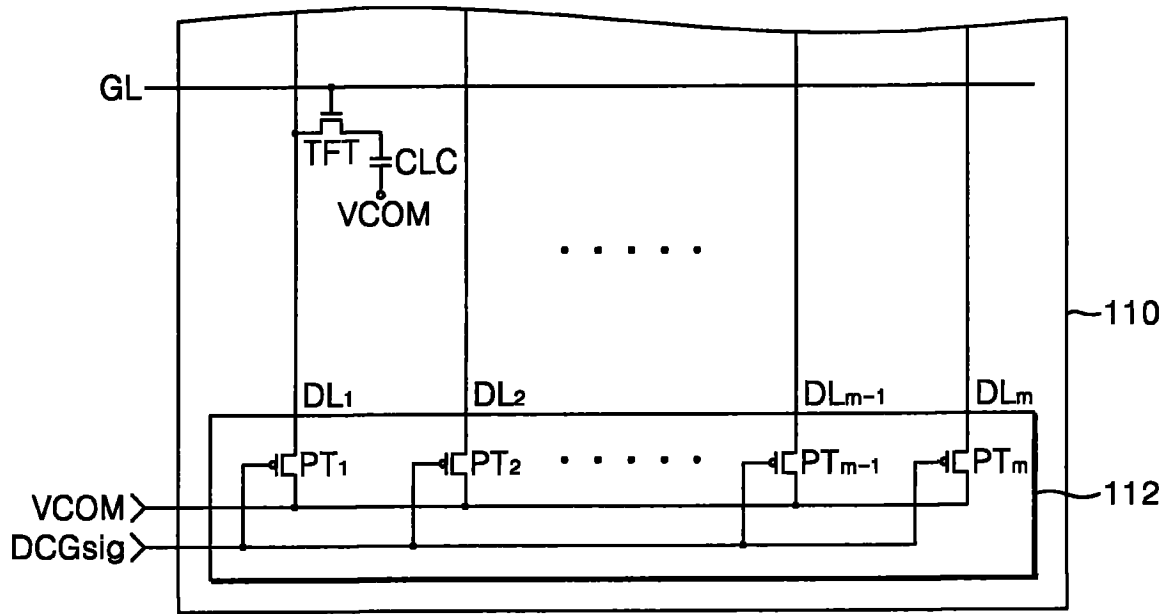 GL
TFT
CLC
VCOM
110
DL1 DL2 DLm-1 DLm
PT1 PT2 PTm-1 PTm
VCOM
112
DCGsig